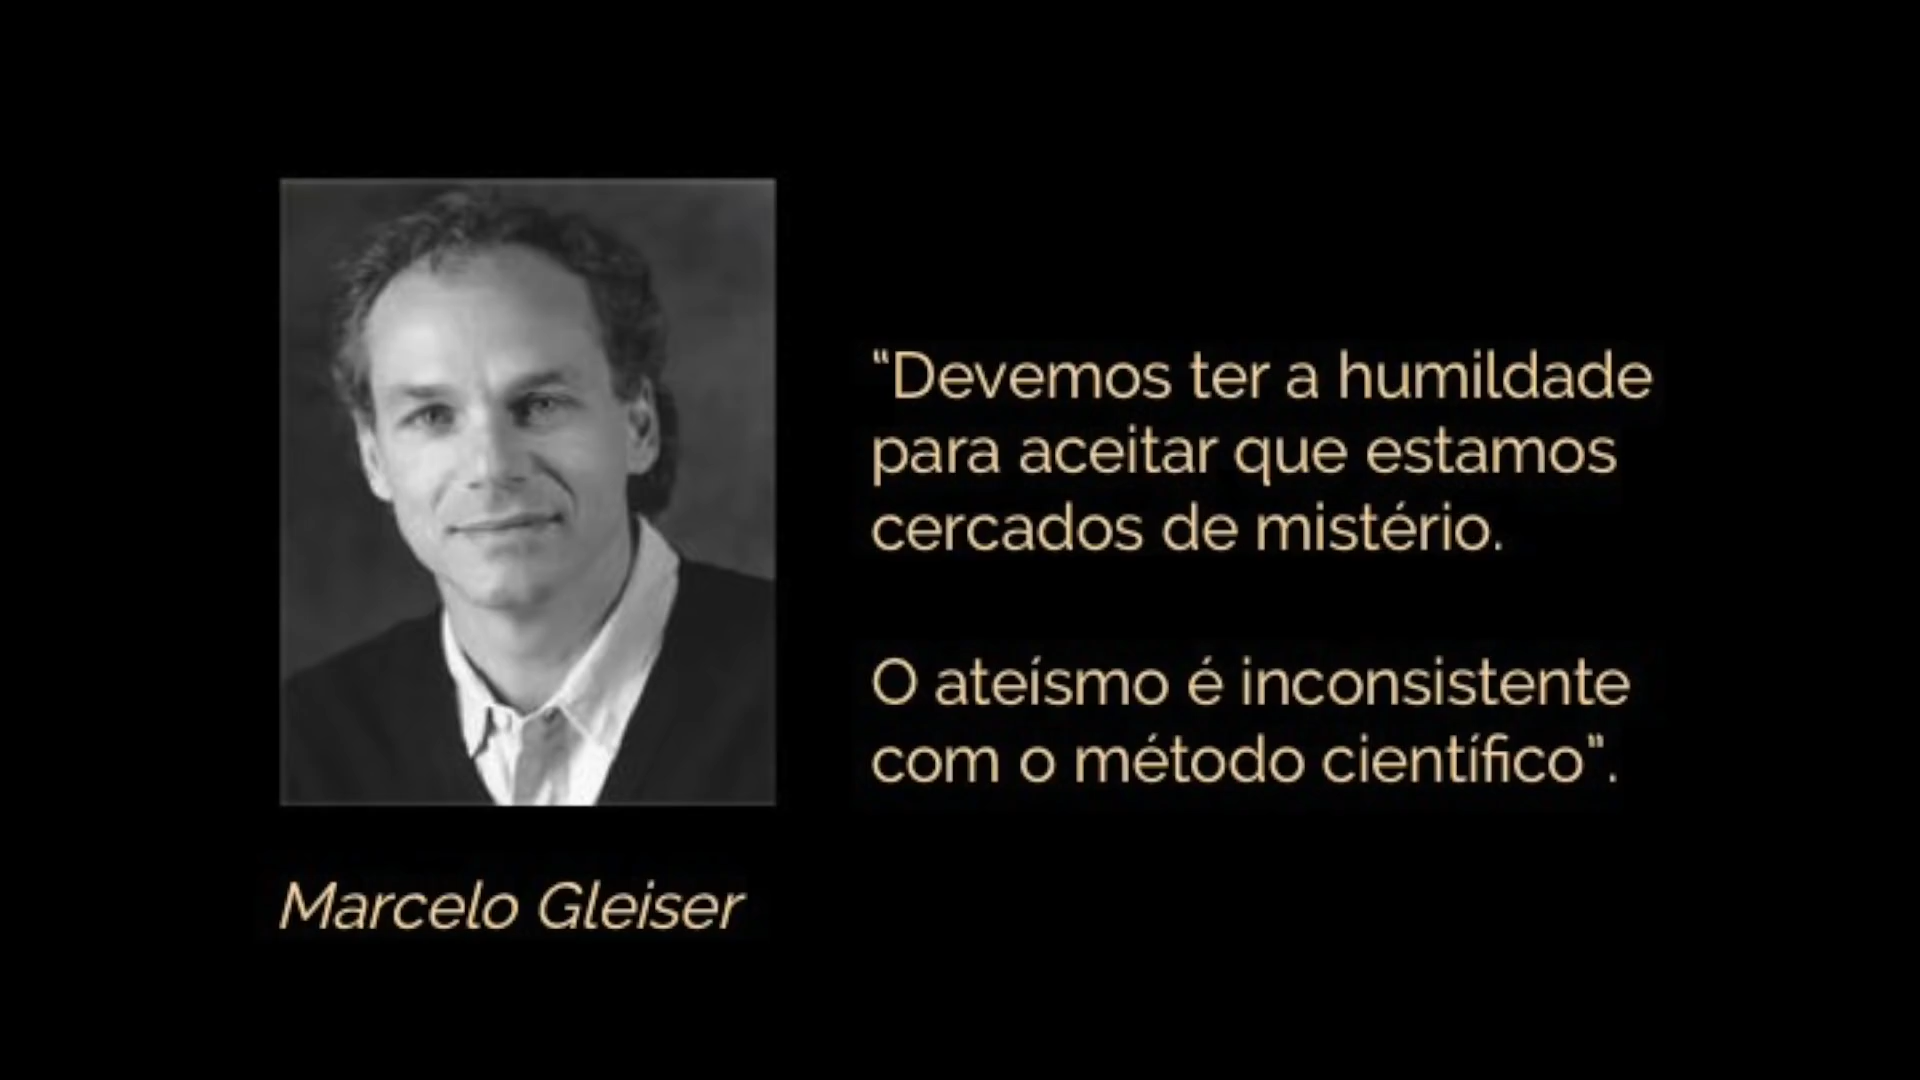 “Devemos ter a humildade
para aceitar que estamos
cercados de mistério.
O ateísmo é inconsistente
com o método científico”.
Marcelo Gleiser